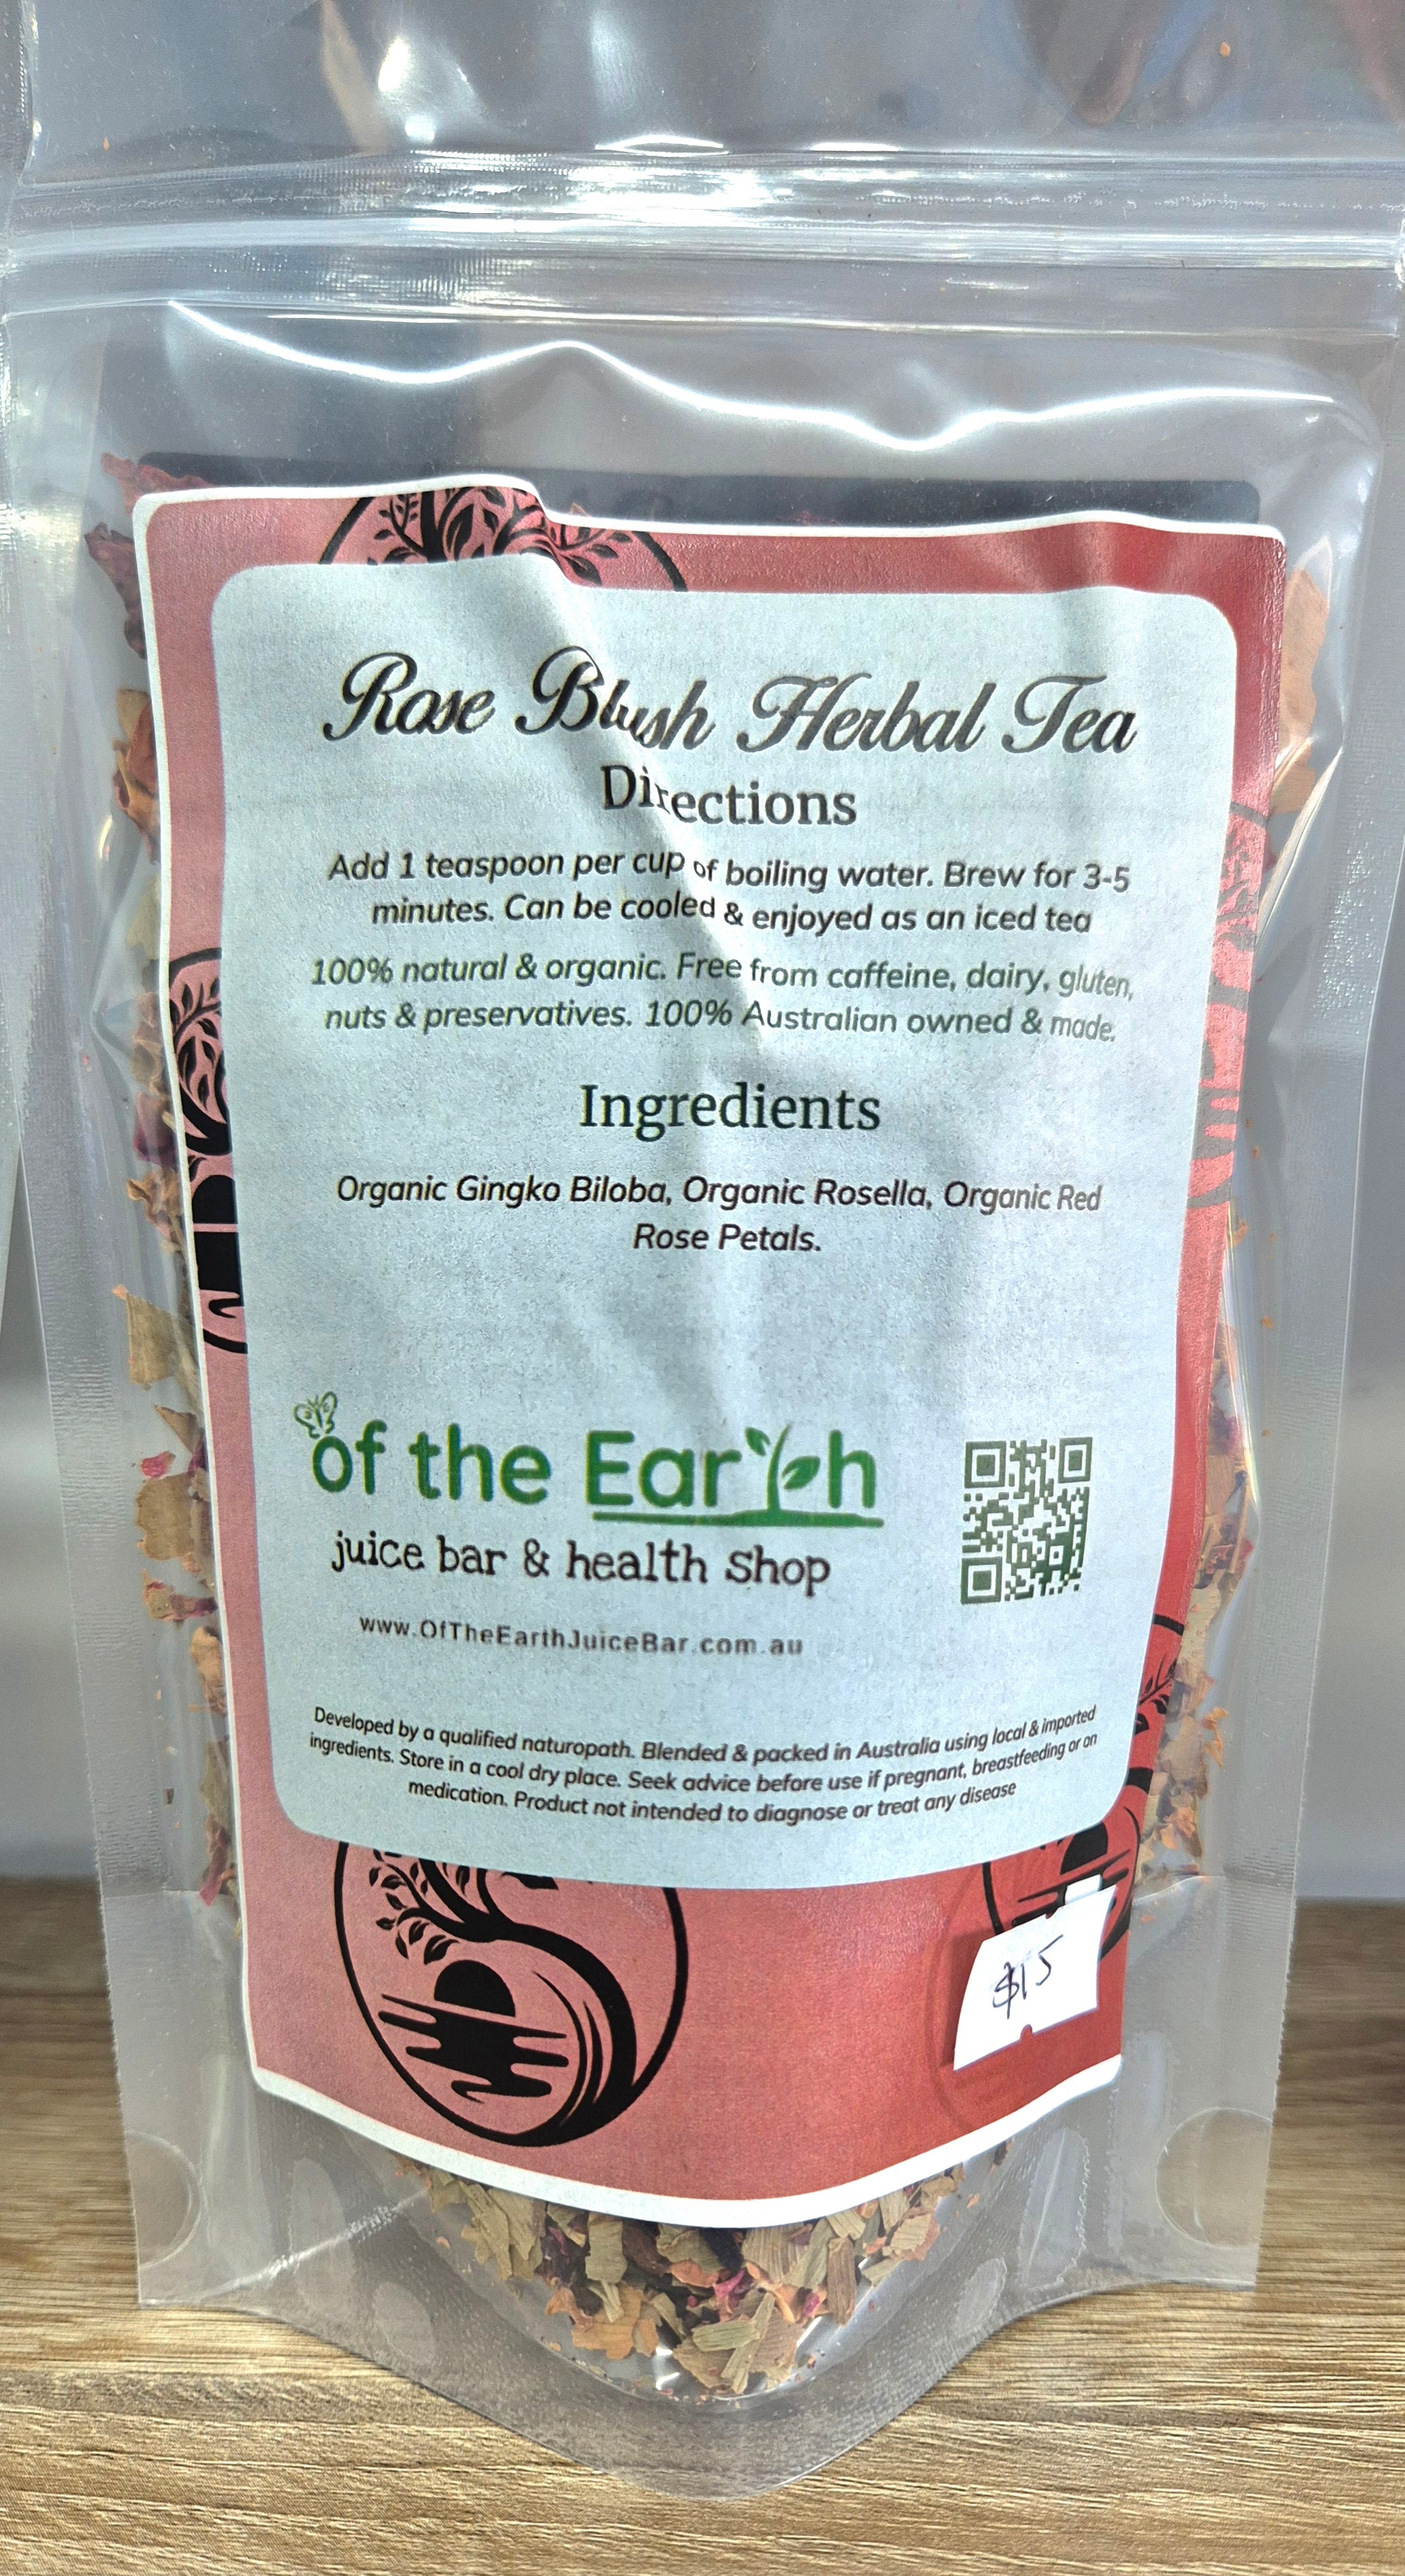 Rose Blush Herbal Tea
Directions
Add 1 teaspoon per cup of boiling water. Brew for 3-5
minutes. Can be cooled & enjoyed as an iced tea
100% natural & organic. Free from caffeine, dairy, gluten,
nuts & preservatives. 100% Australian owned & made.
Ingredients
Organic Gingko Biloba, Organic Rosella, Organic Red
Rose Petals.
of the Earth
juice bar & health shop
www.OfTheEarthJuiceBar.com.au
Developed by a qualified naturopath. Blended & packed in Australia using local & imported
ingredients. Store in a cool dry place. Seek advice before use if pregnant, breastfeeding or on
medication. Product not intended to diagnose or treat any disease
$15